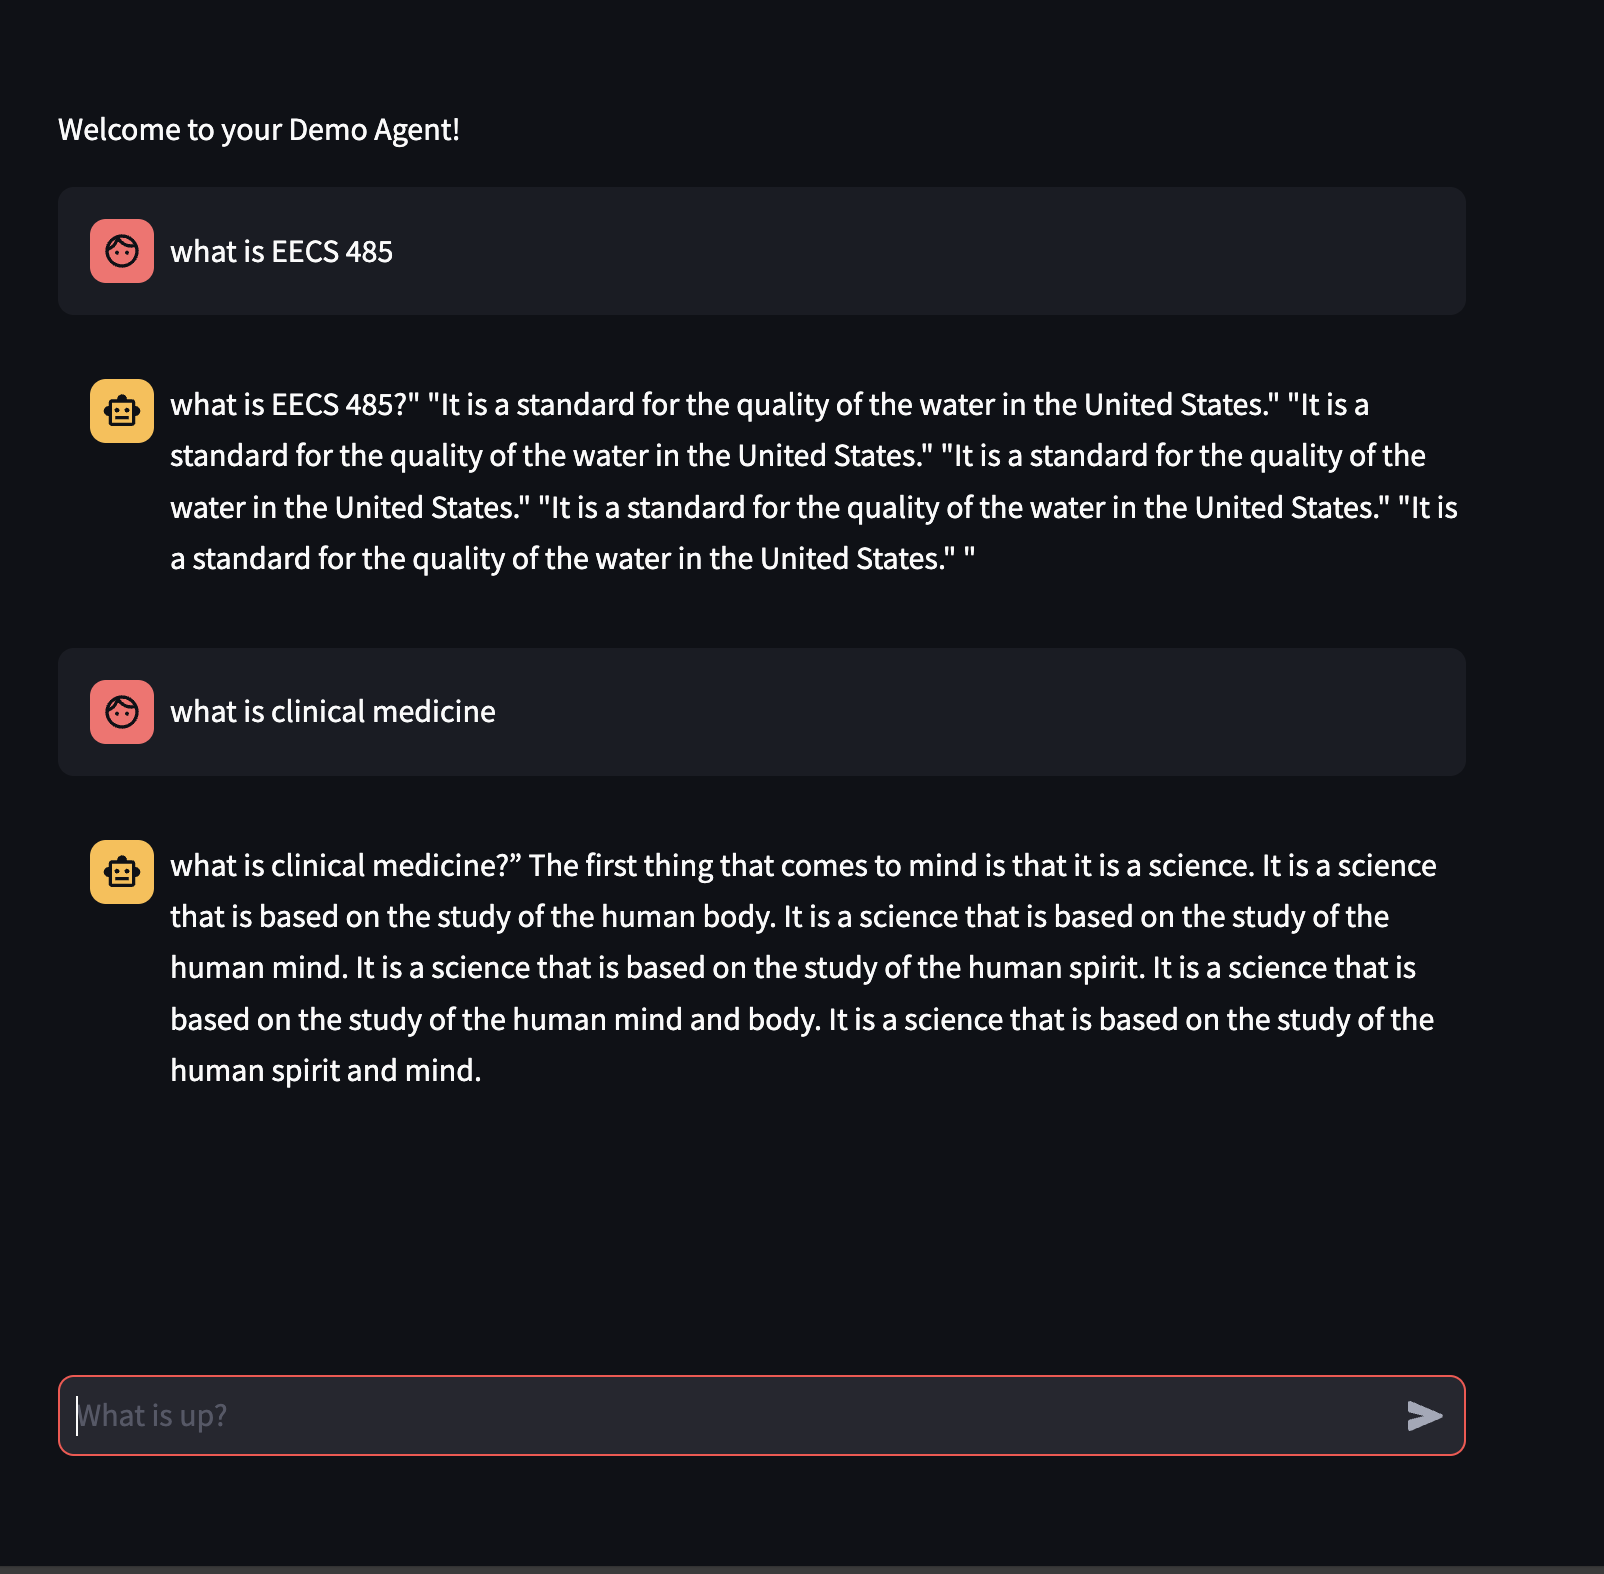 Welcome to your Demo Agent!
what is EECS 485
what is EECS 485?" "It is a standard for the quality of the water in the United States." "It is a
standard for the quality of the water in the United States." "It is a standard for the quality of the
water in the United States." "It is a standard for the quality of the water in the United States." "It is
a standard for the quality of the water in the United States." "
what is clinical medicine
what is clinical medicine?” The first thing that comes to mind is that it is a science. It is a science
that is based on the study of the human body. It is a science that is based on the study of the
human mind. It is a science that is based on the study of the human spirit. It is a science that is
based on the study of the human mind and body. It is a science that is based on the study of the
human spirit and mind.
What is up?